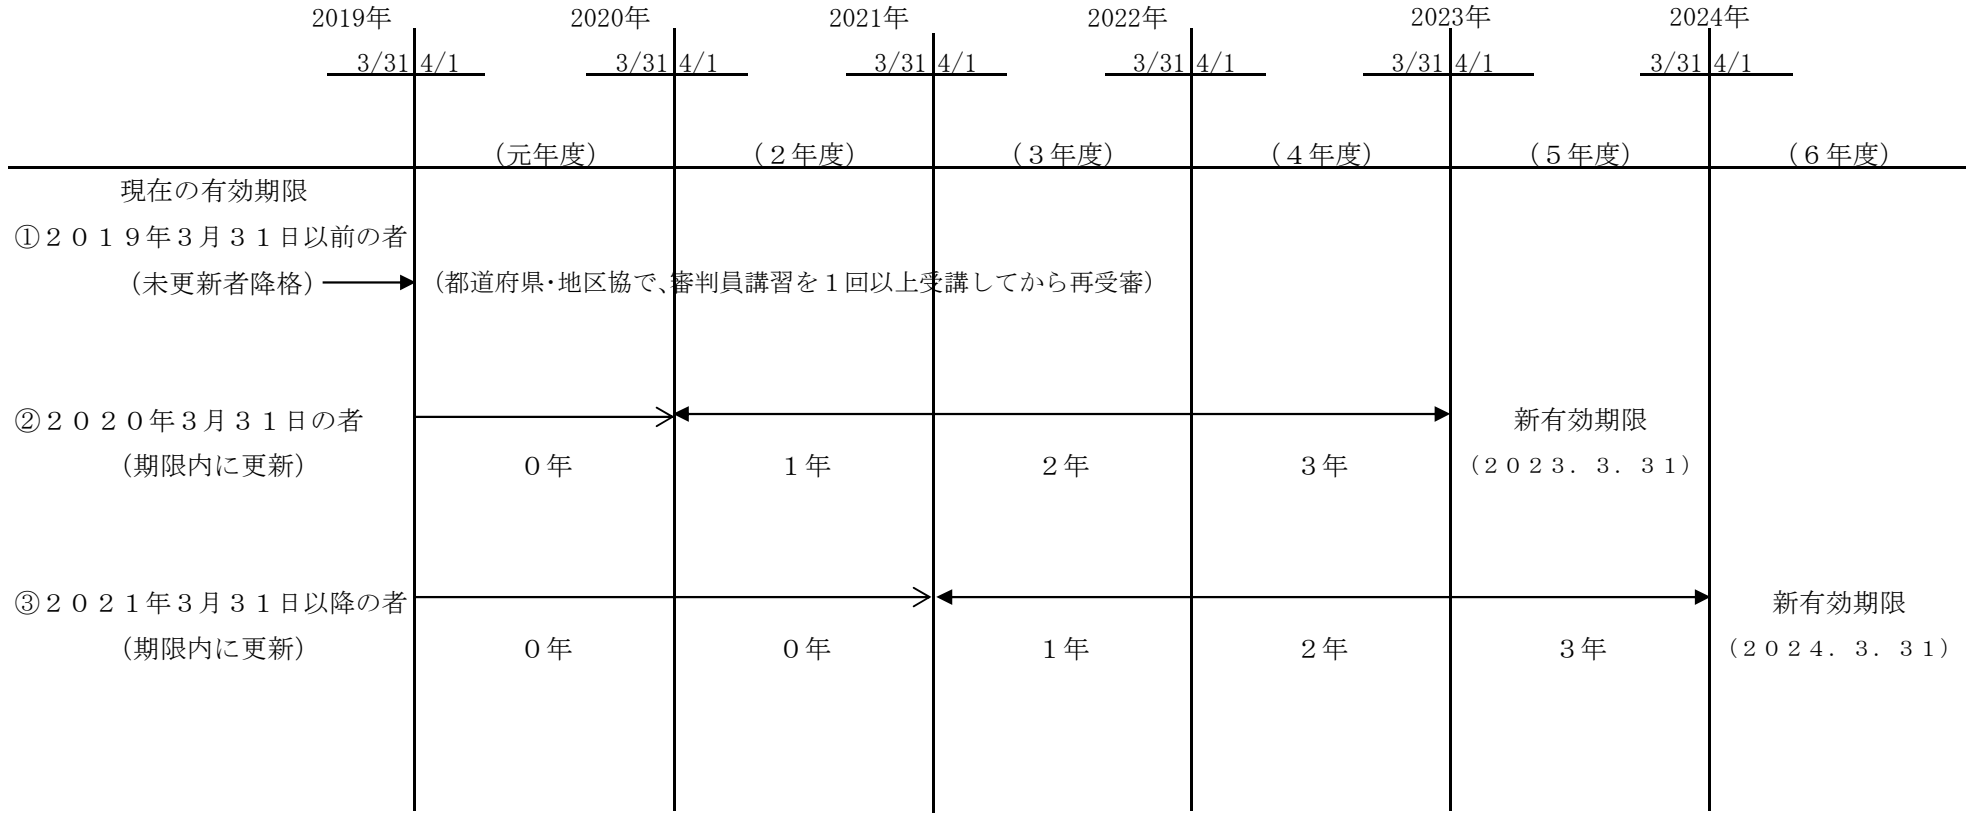 2019年 2020年 2021年 2022年 2023年 2024年
3/31 4/1 3/31 4/1 3/31 4/1 3/31 4/1 3/31 4/1 3/31 4/1
（元年度） （２年度） （３年度） （４年度） （５年度） （６年度）
現在の有効期限
①２０１９年３月３１日以前の者
（未更新者降格） （都道府県・地区協で、審判員講習を１回以上受講してから再受審）
②２０２０年３月３１日の者 新有効期限
（期限内に更新） ０年 １年 ２年 ３年 （２０２３．３．３１）
③２０２１年３月３１日以降の者 新有効期限
（期限内に更新） ０年 ０年 １年 ２年 ３年 （２０２４．３．３１）